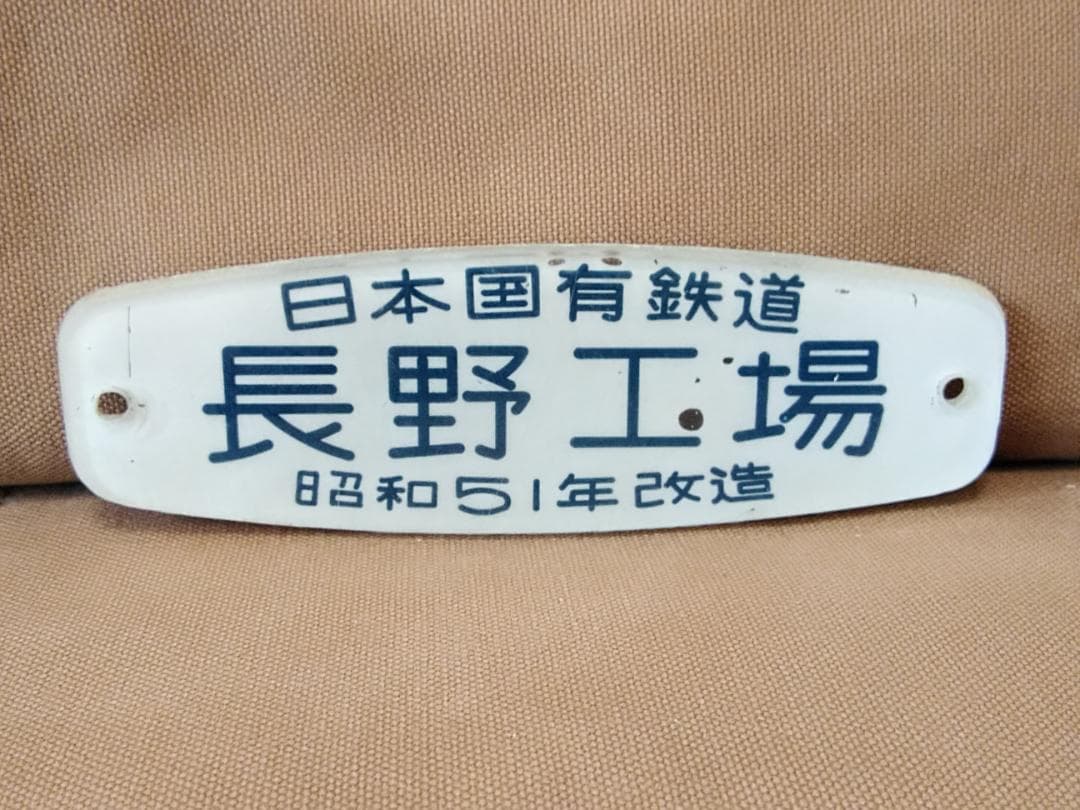 日本国有鉄道
長野工場
昭和51年改造